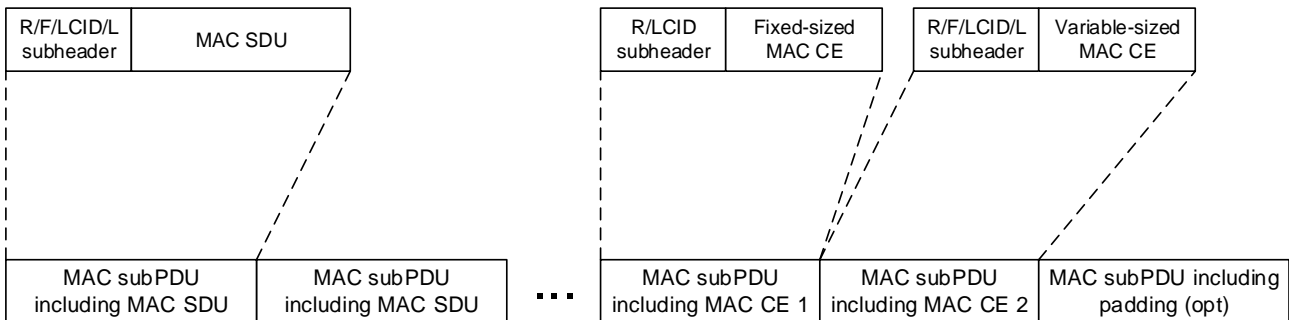 R/F/LCID/L
subheader
MAC SDU
R/LCID
subheader
Fixed-sized
MAC CE
R/F/LCID/L
subheader
Variable-sized
MAC CE
MAC subPDU
including MAC SDU
MAC subPDU
including MAC SDU
...
MAC subPDU
including MAC CE 1
MAC subPDU
including MAC CE 2
MAC subPDU including
padding (opt)